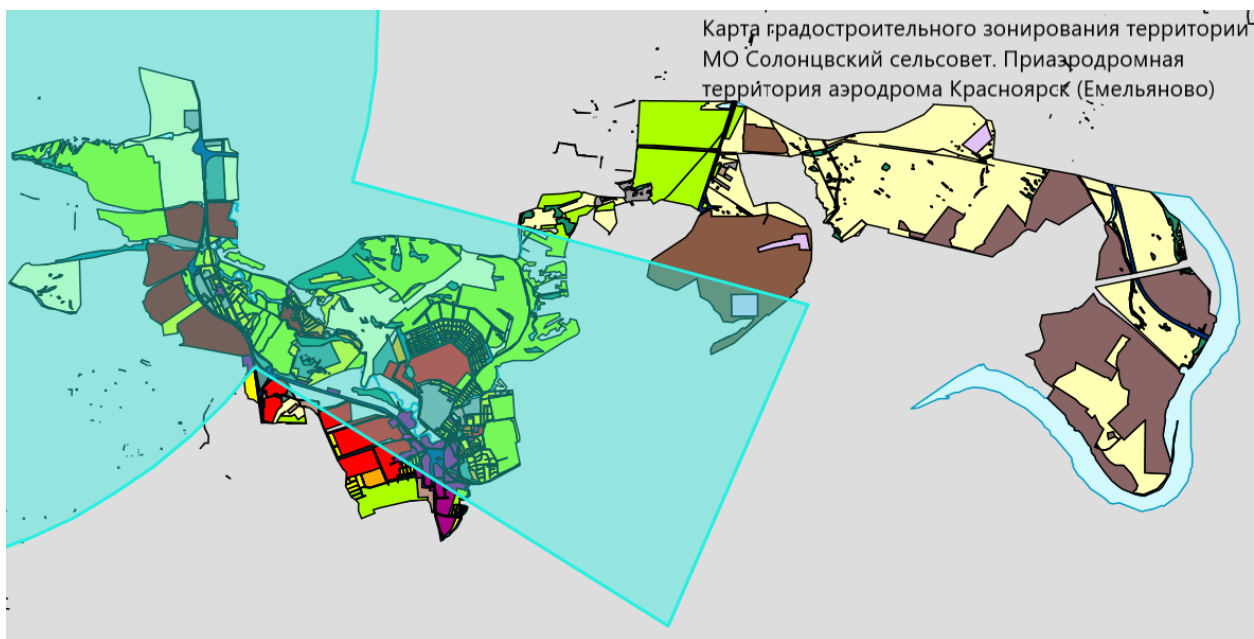 Карта градостроительного зонирования территории
МО Солонцвский сельсовет. Приаэродромная
территория аэродрома Красноярск (Емельяново)